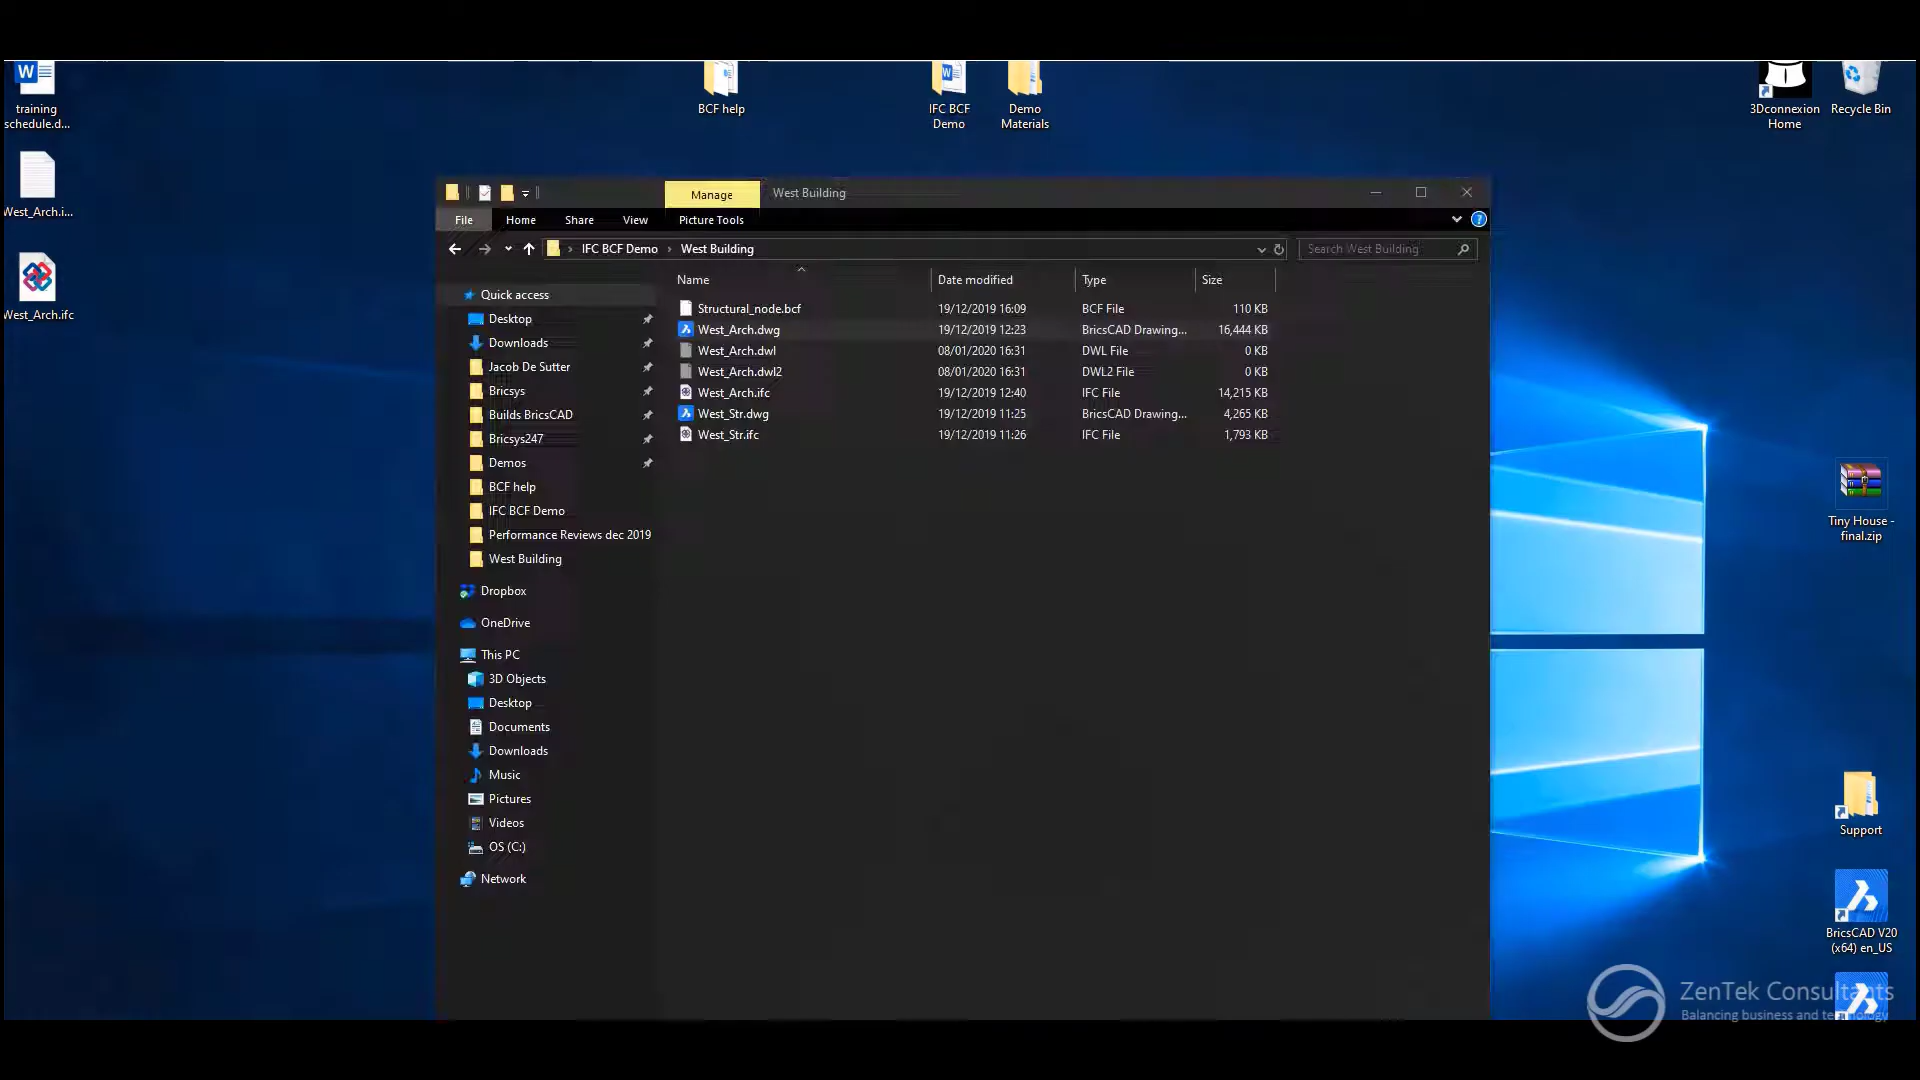 training
schedule.d...
BCF help
IFC BCF
Demo
Demo
Materials
3Dconnexion
Home
Recycle Bin
West_Arch.i...
West_Arch.ifc
Manage
West Building
File
Home
Share
View
Picture Tools
IFC BCF Demo
West Building
Search West Building
Name
Date modified
Type
Size
Quick access
Desktop
Downloads
Jacob De Sutter
Bricsys
Builds BricsCAD
Bricsys247
Demos
BCF help
IFC BCF Demo
Performance Reviews dec 2019
West Building
Dropbox
OneDrive
This PC
3D Objects
Desktop
Documents
Downloads
Music
Pictures
Videos
OS (C:)
Network
Structural_node.bcf 19/12/2019 16:09 BCF File 110 KB
West_Arch.dwg 19/12/2019 12:23 BricsCAD Drawing... 16,444 KB
West_Arch.dwl 08/01/2020 16:31 DWL File 0 KB
West_Arch.dwl2 08/01/2020 16:31 DWL2 File 0 KB
West_Arch.ifc 19/12/2019 12:40 IFC File 14,215 KB
West_Str.dwg 19/12/2019 11:25 BricsCAD Drawing... 4,265 KB
West_Str.ifc 19/12/2019 11:26 IFC File 1,793 KB
Tiny House -
final.zip
Support
BricsCAD V20
(x64) en_US
ZenTek Consultants
Balancing business and technology